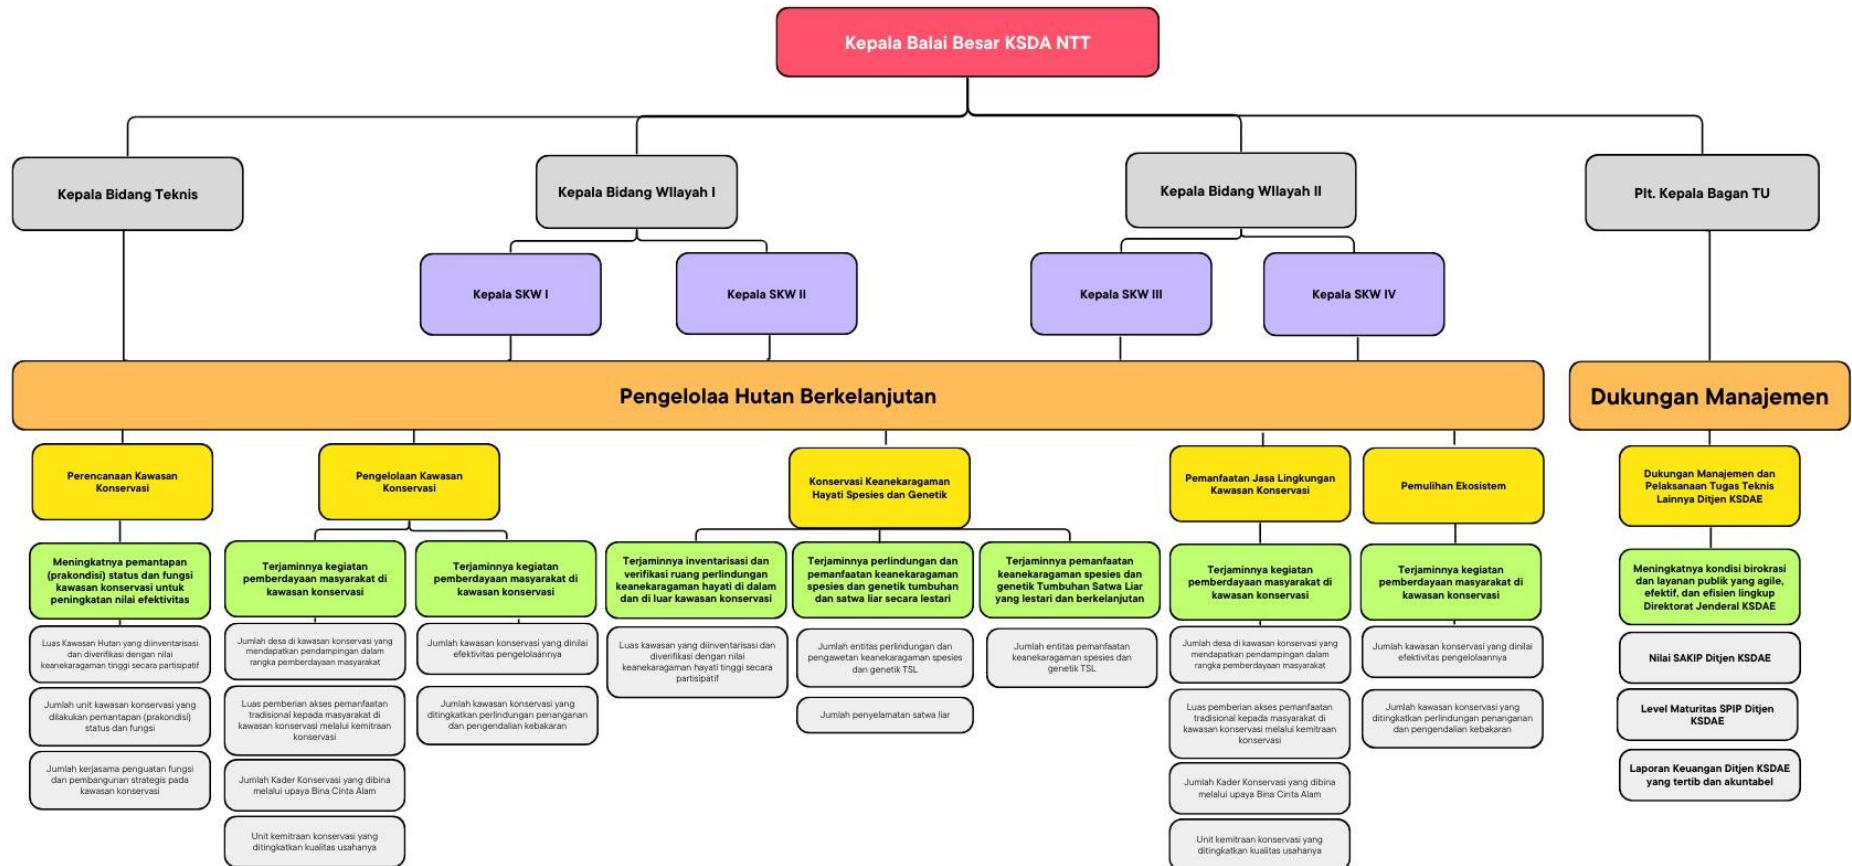 Kepala Balai Besar KSDA NTT
Kepala Bidang Teknis
Kepala Bidang WIlayah I
Kepala Bidang WIlayah II
Plt. Kepala Bagan TU
Kepala SKW I
Kepala SKW II
Kepala SKW III
Kepala SKW IV
Pengelolaa Hutan Berkelanjutan
Dukungan Manajemen
Perencanaan Kawasan
Konservasi
Pengelolaan Kawasan
Konservasi
Konservasi Keanekaragaman
Hayati Spesies dan Genetik
Pemanfaatan Jasa Lingkungan
Kawasan Konservasi
Pemulihan Ekosistem
Dukungan Manajemen dan
Pelaksanaan Tugas Teknis
Lainnya Ditjen KSDAE
Meningkatnya pemantapan
(prakondisi) status dan fungsi
kawasan konservasi untuk
peningkatan nilai efektivitas
Terjaminnya kegiatan
pemberdayaan masyarakat di
kawasan konservasi
Terjaminnya kegiatan
pemberdayaan masyarakat di
kawasan konservasi
Terjaminnya inventarisasi dan
verifikasi ruang perlindungan
keanekaragaman hayati di dalam
dan di luar kawasan konservasi
Terjaminnya perlindungan dan
pemanfaatan keanekaragaman
spesies dan genetik tumbuhan
dan satwa liar secara lestari
Terjaminnya pemanfaatan
keanekaragaman spesies dan
genetik Tumbuhan Satwa Liar
yang lestari dan berkelanjutan
Terjaminnya kegiatan
pemberdayaan masyarakat di
kawasan konservasi
Terjaminnya kegiatan
pemberdayaan masyarakat di
kawasan konservasi
Meningkatnya kondisi birokrasi
dan layanan publik yang agile,
efektif, dan efisien lingkup
Direktorat Jenderal KSDAE
Luas Kawasan Hutan yang diinventarisasi
dan diverifikasi dengan nilai
keanekaragaman tinggi secara partisipatif
Jumlah unit kawasan konservasi yang
dilakukan pemantapan (prakondisi)
status dan fungsi
Jumlah kerjasama penguatan fungsi
dan pembangunan strategis pada
kawasan konservasi
Jumlah desa di kawasan konservasi yang
mendapatkan pendampingan dalam
rangka pemberdayaan masyarakat
Luas pemberian akses pemanfaatan
tradisional kepada masyarakat di
kawasan konservasi melalui kemitraan
konservasi
Jumlah Kader Konservasi yang dibina
melalui upaya Bina Cinta Alam
Unit kemitraan konservasi yang
ditingkatkan kualitas usahanya
Jumlah kawasan konservasi yang dinilai
efektivitas pengelolaannya
Jumlah kawasan konservasi yang
ditingkatkan perlindungan penanganan
dan pengendalian kebakaran
Luas kawasan yang diinventarisasi dan
diverifikasi dengan nilai
keanekaragaman hayati tinggi secara
partisipatif
Jumlah entitas perlindungan dan
pengawetan keanekaragaman spesies
dan genetik TSL
Jumlah penyelamatan satwa liar
Jumlah entitas pemanfaatan
keanekaragaman spesies dan
genetik TSL
Jumlah desa di kawasan konservasi yang
mendapatkan pendampingan dalam
rangka pemberdayaan masyarakat
Luas pemberian akses pemanfaatan
tradisional kepada masyarakat di
kawasan konservasi melalui kemitraan
konservasi
Jumlah Kader Konservasi yang dibina
melalui upaya Bina Cinta Alam
Unit kemitraan konservasi yang
ditingkatkan kualitas usahanya
Jumlah kawasan konservasi yang dinilai
efektivitas pengelolaannya
Jumlah kawasan konservasi yang
ditingkatkan perlindungan penanganan
dan pengendalian kebakaran
Nilai SAKIP Ditjen KSDAE
Level Maturitas SPIP Ditjen
KSDAE
Laporan Keuangan Ditjen KSDAE
yang tertib dan akuntabel